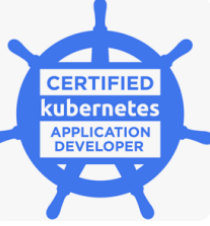 CERTIFIED
kubernetes
APPLICATION
DEVELOPER